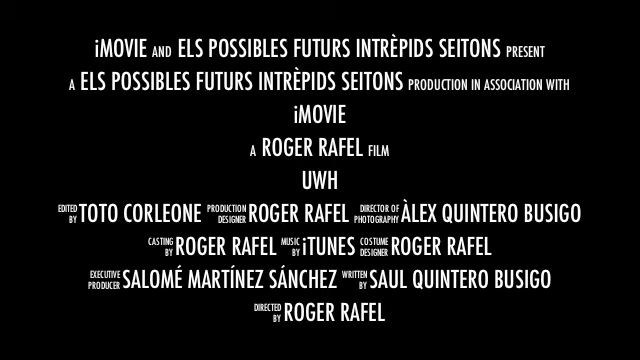 iMOVIE AND ELS POSSIBLES FUTURS INTRÈPIDS SEITONS PRESENT
A ELS POSSIBLES FUTURS INTRÈPIDS SEITONS PRODUCTION IN ASSOCIATION WITH
iMOVIE
A ROGER RAFEL FILM
UWH
EDITED BY TOTO CORLEONE PRODUCTION DESIGNER ROGER RAFEL DIRECTOR OF PHOTOGRAPHY ÀLEX QUINTERO BUSIGO
CASTING BY ROGER RAFEL MUSIC BY iTUNES COSTUME DESIGNER ROGER RAFEL
EXECUTIVE PRODUCER SALOMÉ MARTÍNEZ SÁNCHEZ WRITTEN BY SAUL QUINTERO BUSIGO
DIRECTED BY ROGER RAFEL